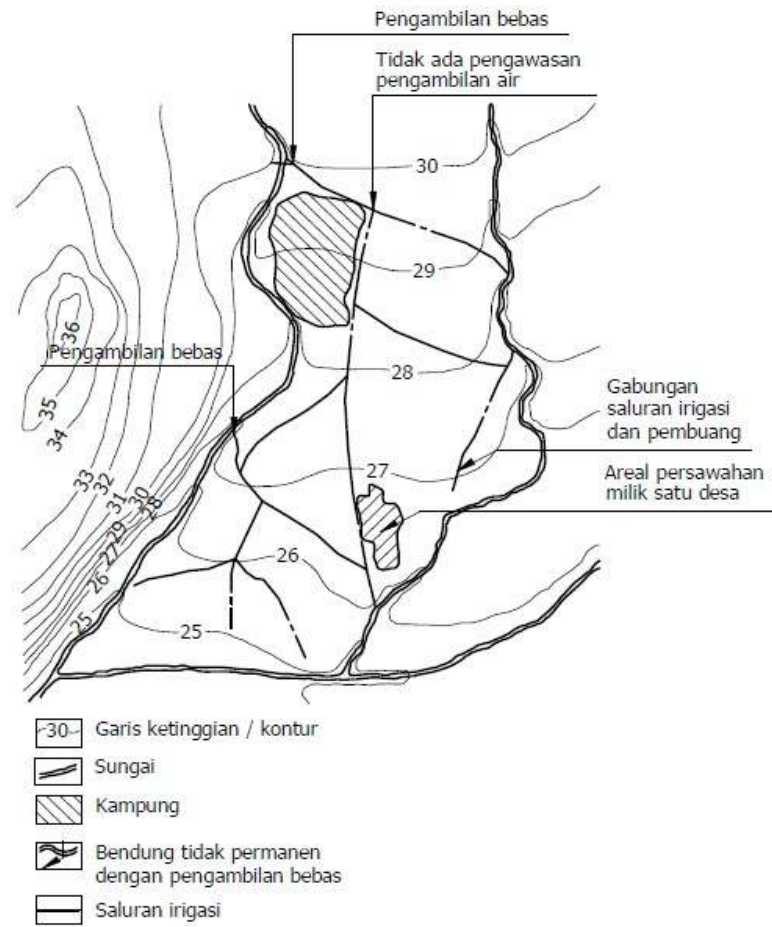 Pengambilan bebas
Tidak ada pengawasan
pengambilan air
30
29
36
Pengambilan bebas
28
35
34
Gabungan
saluran irigasi
dan pembuang
27
Areal persawahan
milik satu desa
33
32
31
30
29
28
27
26
25
26
25
30
Garis ketinggian / kontur
Sungai
Kampung
Bendung tidak permanen
dengan pengambilan bebas
Saluran irigasi